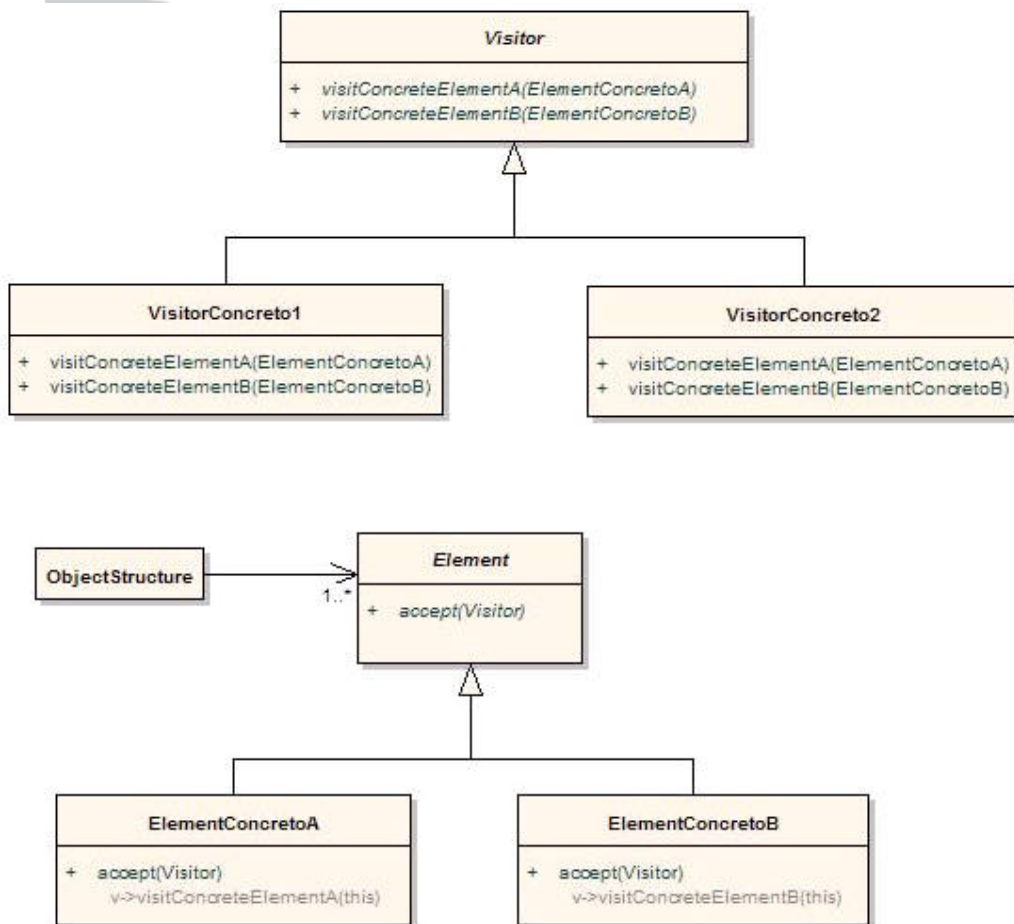 Visitor
+ visitConcreteElementA(ElementConcretoA)
+ visitConcreteElementB(ElementConcretoB)
VisitorConcreto1
+ visitConcreteElementA(ElementConcretoA)
+ visitConcreteElementB(ElementConcretoB)
VisitorConcreto2
+ visitConcreteElementA(ElementConcretoA)
+ visitConcreteElementB(ElementConcretoB)
ObjectStructure
1..*
Element
+ accept(Visitor)
ElementConcretoA
+ accept(Visitor)
v->visitConcreteElementA(this)
ElementConcretoB
+ accept(Visitor)
v->visitConcreteElementB(this)